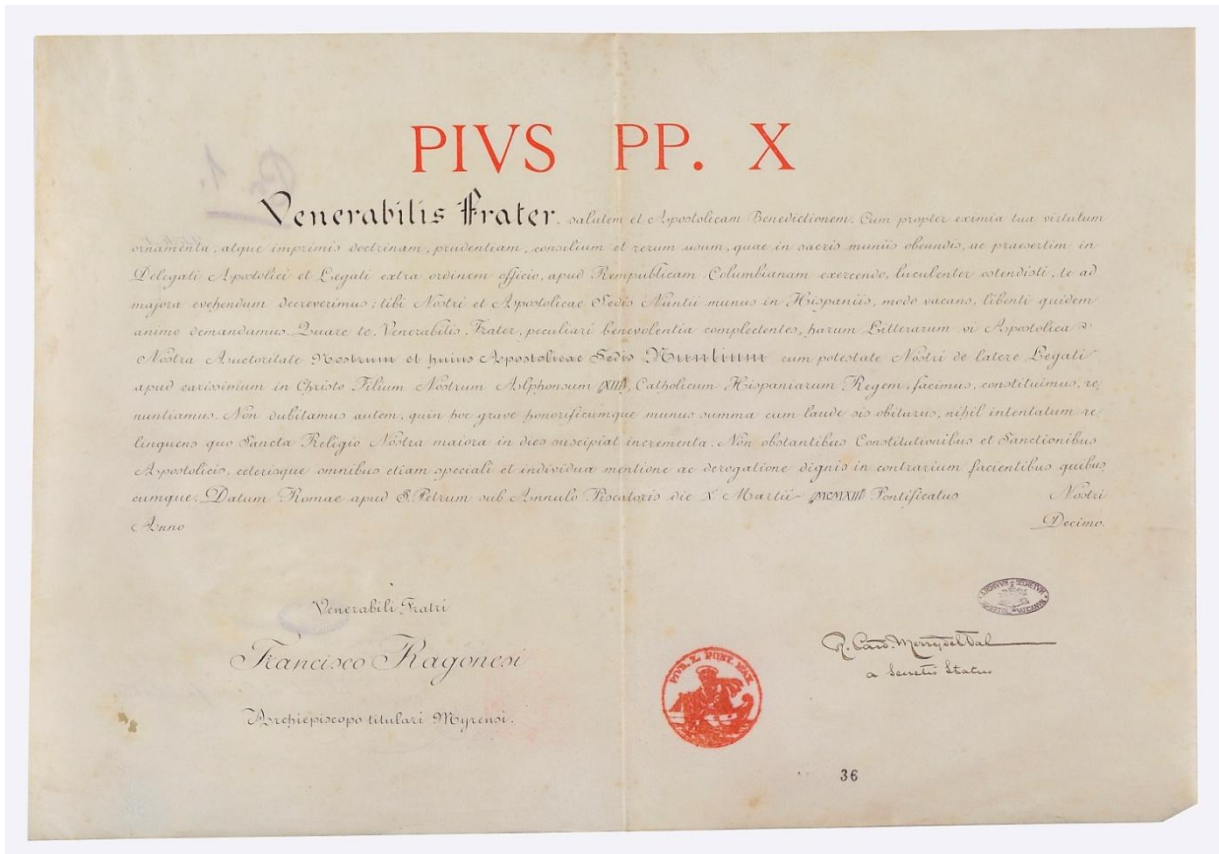 PIVS PP. X
Venerabilis Frater, salutem et Apostolicam Benedictionem. Cum propter eximia tua virtutum
ornamenta, atque imprimis doctrinam, prudentiam, consilium et rerum usum, quae in sacris muniis obeundis, ac praesertim in
Delegati Apostolici et Legati extra ordinem officio, apud Rempublicam Columbianam exercendo, luculenter ostendisti, te ad
majora evehendum decreverimus; tibi Nostri et Apostolicae Sedis Nuntii munus in Hispaniis, modo vacans, libenti quidem
animo demandamus. Quare te, Venerabilis Frater, peculiari benevolentia complectentes, harum Litterarum vi Apostolica
Nostra Auctoritate Nostrum et huius Apostolicae Sedis Nuntium cum potestate Nostri de latere Legati
apud carissimum in Christo Filium Nostrum Alphonsum XIII, Catholicum Hispaniarum Regem, facimus, constituimus, re
nuntiamus. Non dubitamus autem, quin hoc grave honorificumque munus summa cum laude sis obiturus, nihil intentatum re
linquens quo Sancta Religio Nostra maiora in dies suscipiat incrementa. Non obstantibus Constitutionibus et Sanctionibus
Apostolicis, ceterisque omnibus etiam speciali et individua mentione ac derogatione dignis in contrarium facientibus quibus
cumque. Datum Romae apud S. Petrum sub Annulo Piscatoris die X Martii MCMXIII Pontificatus Nostri
Anno Decimo.
Venerabili Fratri
Francisco Ragonesi
Archiepiscopo titulari Myrensi.
PIVS X PONT. MAX
R. Card. Merry del Val
a Secretis Status
36